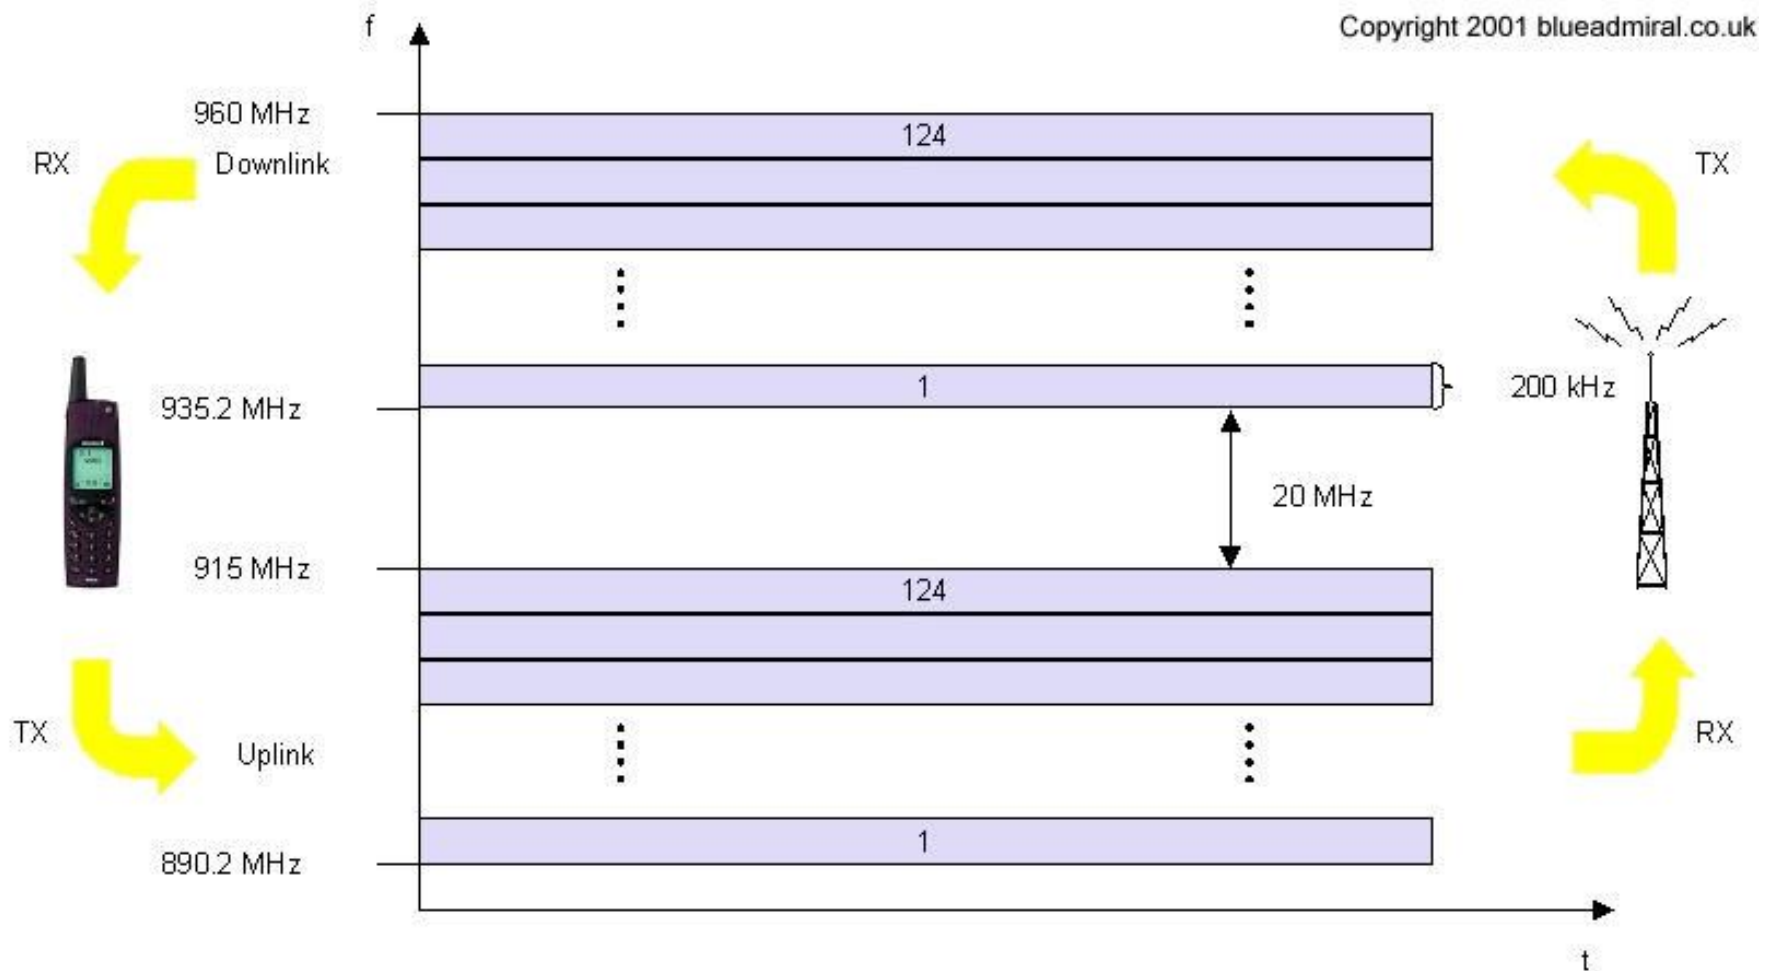 f
Copyright 2001 blueadmiral.co.uk
960 MHz
124
RX
Downlink
TX
1
200 kHz
935.2 MHz
20 MHz
915 MHz
124
TX
Uplink
RX
1
890.2 MHz
t